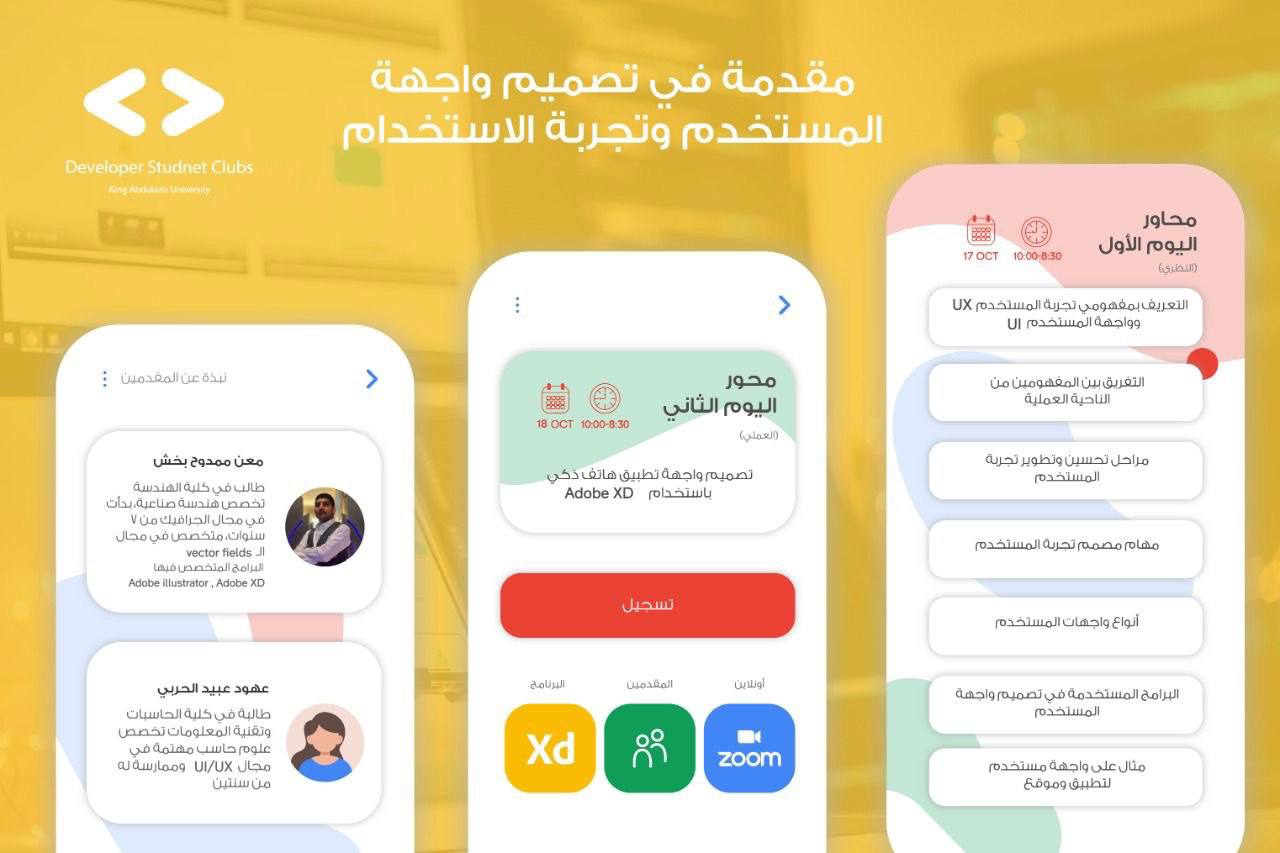 مقدمة في تصميم واجهة
المستخدم وتجربة الاستخدام
Developer Studnet Clubs
King Abdulaziz University
محاور
اليوم الأول
(النظري)
10:00-8:30
17 OCT
التعريف بمفهومي تجربة المستخدم UX
وواجهة المستخدم UI
التفريق بين المفهومين من
الناحية العملية
مراحل تحسين وتطوير تجربة
المستخدم
مهام مصمم تجربة المستخدم
أنواع واجهات المستخدم
البرامج المستخدمة في تصميم واجهة
المستخدم
مثال على واجهة مستخدم
لتطبيق وموقع
محور
اليوم الثاني
(العملي)
10:00-8:30
18 OCT
تصميم واجهة تطبيق هاتف ذكي
باستخدام Adobe XD
تسجيل
أونلاين
المقدمين
البرنامج
zoom
Xd
نبذة عن المقدمين
معن ممدوح بخش
طالب في كلية الهندسة
تخصص هندسة صناعية، بدأت
في مجال الجرافيك من ٧
سنوات، متخصص في مجال
الـ vector fields
البرامج المتخصص فيها
Adobe illustrator , Adobe XD
عهود عبيد الحربي
طالبة في كلية الحاسبات
وتقنية المعلومات تخصص
علوم حاسب مهتمة في
مجال UI/UX وممارسة له
من سنتين